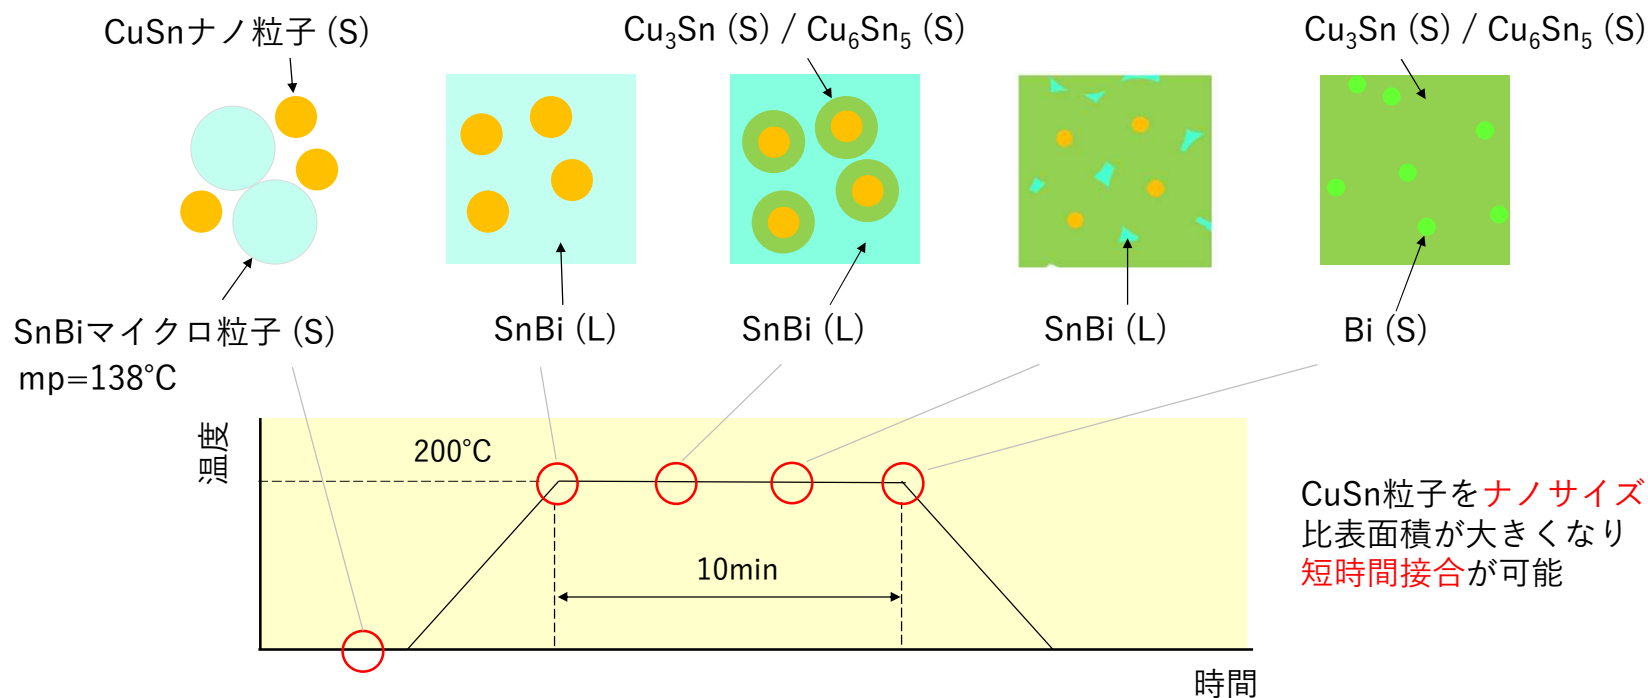 CuSnナノ粒子 (S)
Cu₃Sn (S) / Cu₆Sn₅ (S)
Cu₃Sn (S) / Cu₆Sn₅ (S)
SnBiマイクロ粒子 (S)
mp=138°C
SnBi (L)
SnBi (L)
SnBi (L)
Bi (S)
温度
200°C
10min
時間
CuSn粒子をナノサイズ
比表面積が大きくなり
短時間接合が可能